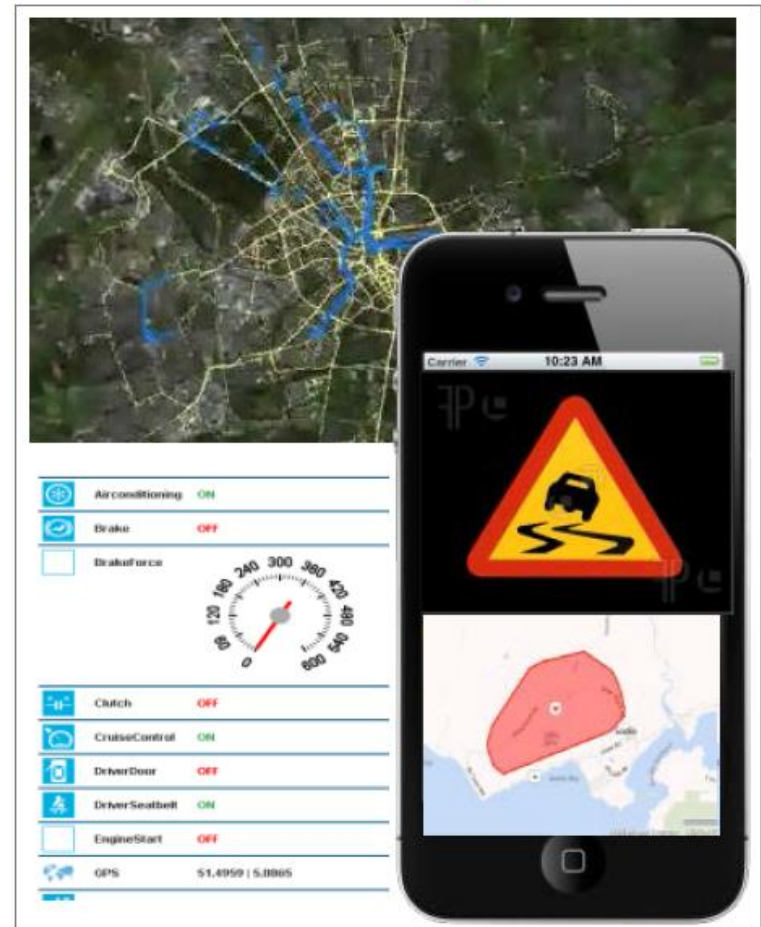 Carrier 10:23 AM
Airconditioning ON
Brake OFF
BrakeForce
0 60 120 180 240 300 360 420 480 540 600
Clutch OFF
CruiseControl ON
DriverDoor OFF
DriverSeatbelt ON
EngineStart OFF
GPS 51.4959 | 5.0865